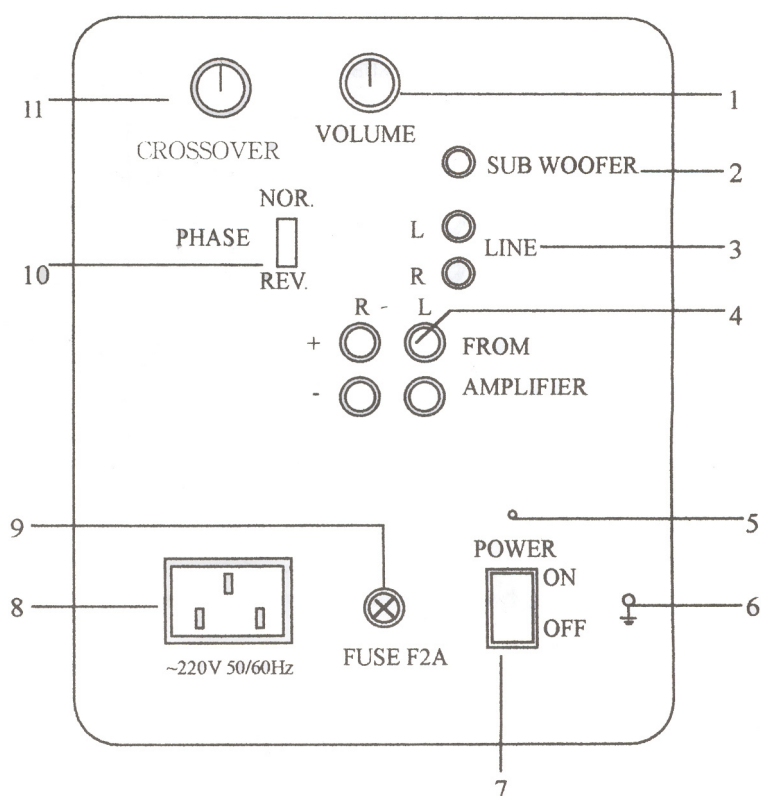 11
CROSSOVER
VOLUME
1
SUB WOOFER
2
NOR.
PHASE
L
LINE
3
10
REV.
R
R - L
4
+
FROM
-
AMPLIFIER
9
5
POWER
ON
8
6
OFF
FUSE F2A
~220V 50/60Hz
7